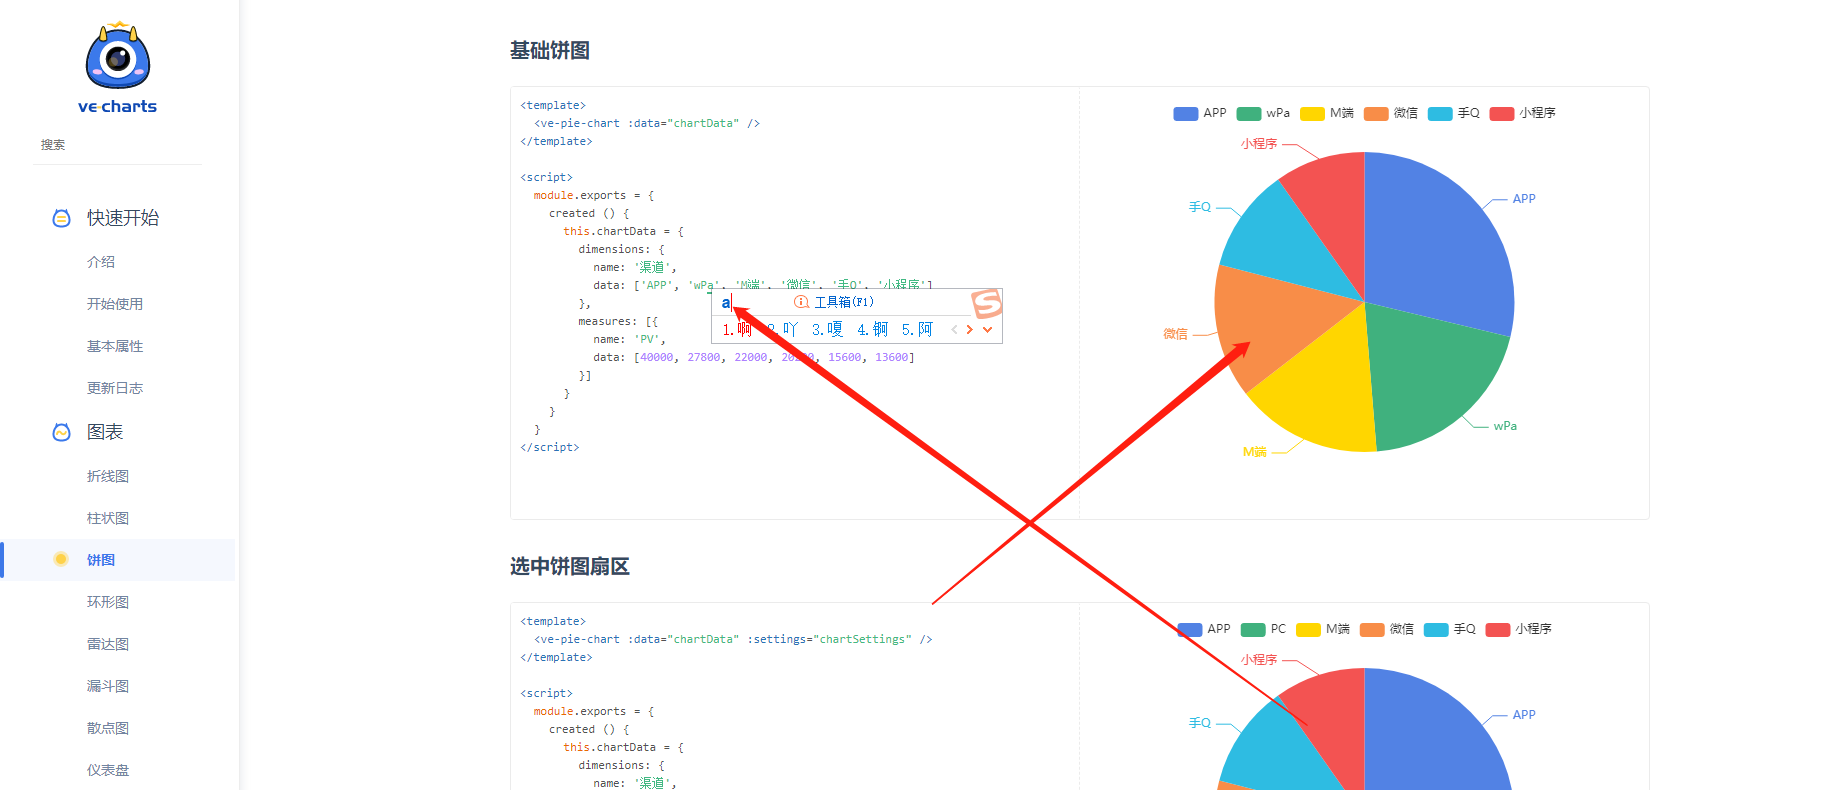 ve-charts
搜索
快速开始
介绍
开始使用
基本属性
更新日志
图表
折线图
柱状图
饼图
环形图
雷达图
漏斗图
散点图
仪表盘
基础饼图
<template>
<ve-pie-chart :data="chartData" />
</template>
<script>
module.exports = {
created () {
this.chartData = {
dimensions: {
name: '渠道',
data: ['APP', 'wPa', 'M端', '微信', '手Q', '小程序']
},
measures: [{
name: 'PV',
data: [40000, 27800, 22000, 15600, 13600]
}]
}
}
}
</script>
a
工具箱(F1)
1.啊 2.吖 3.嗄 4.锕 5.阿
APP wPa M端 微信 手Q 小程序
小程序
手Q
APP
微信
wPa
M端
选中饼图扇区
<template>
<ve-pie-chart :data="chartData" :settings="chartSettings" />
</template>
<script>
module.exports = {
created () {
this.chartData = {
dimensions: {
name: '渠道',
APP PC M端 微信 手Q 小程序
小程序
手Q
APP